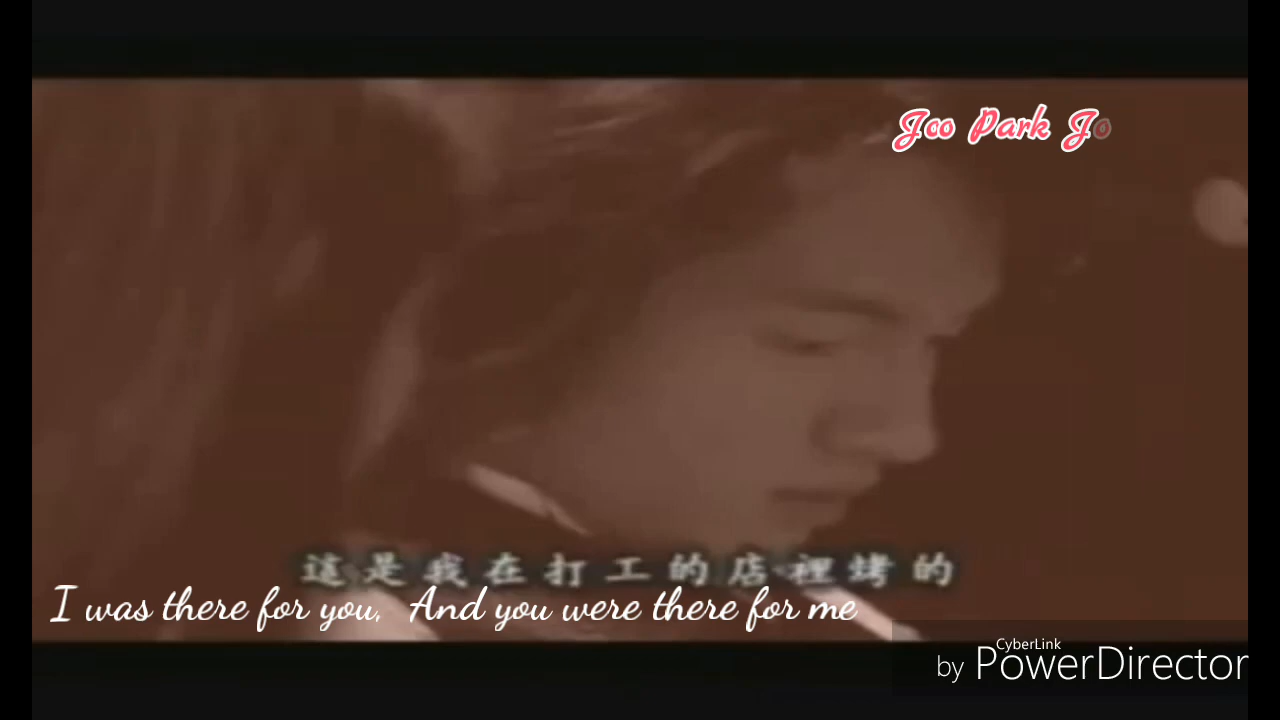 Joo Park Jo
這是我在打工的店裡烤的
I was there for you, And you were there for me
CyberLink
by PowerDirector